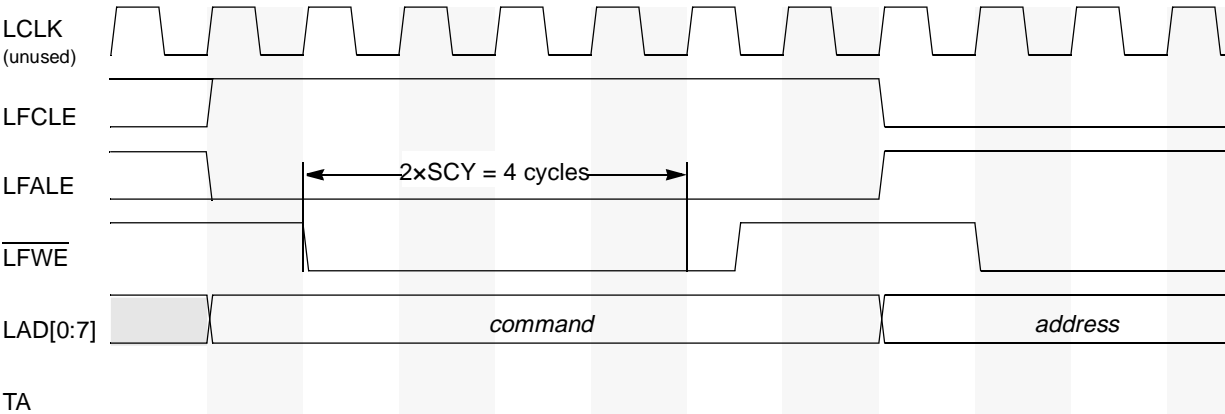 LCLK
(unused)
LFCLE
LFALE
2×SCY = 4 cycles
LFWE
LAD[0:7]
command
address
TA